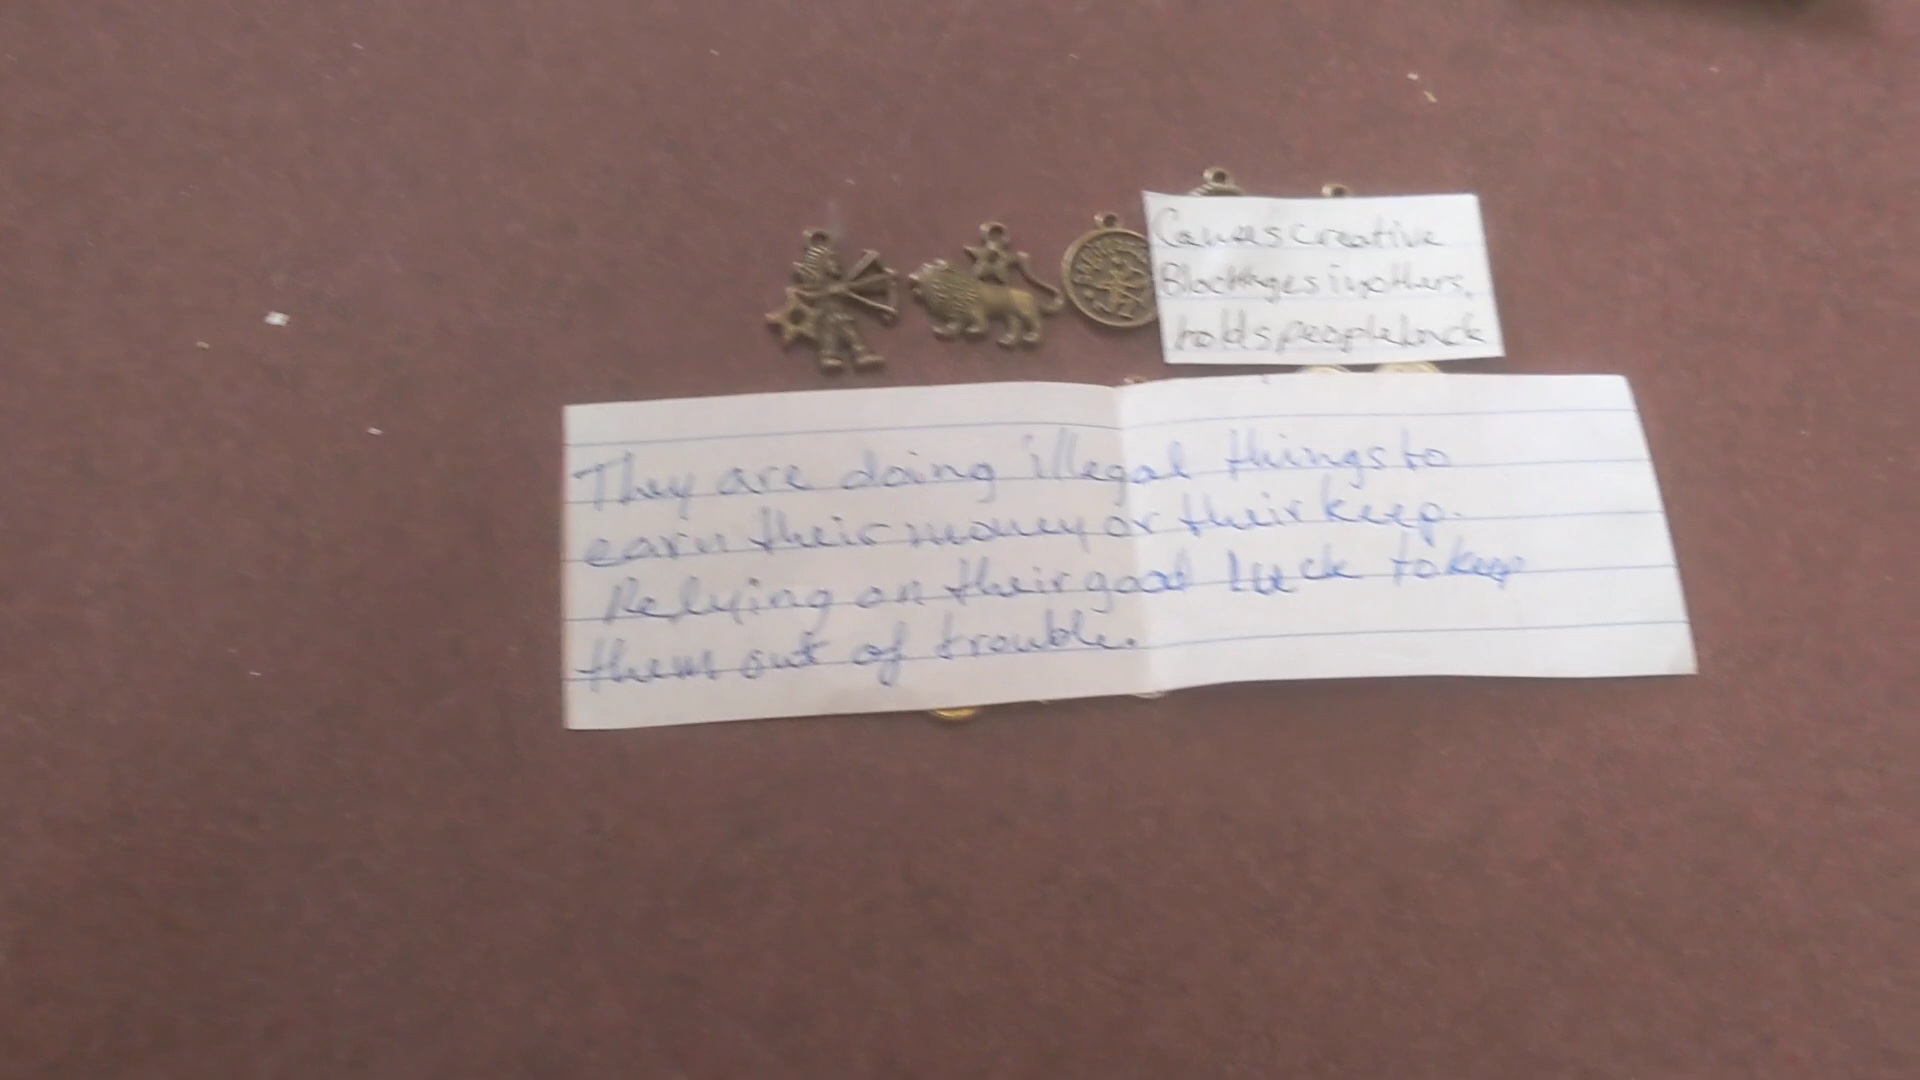 Causes creative
Blockages in others,
holds people back
They are doing illegal things to
earn their money or their keep.
Relying on their good luck to keep
them out of trouble.